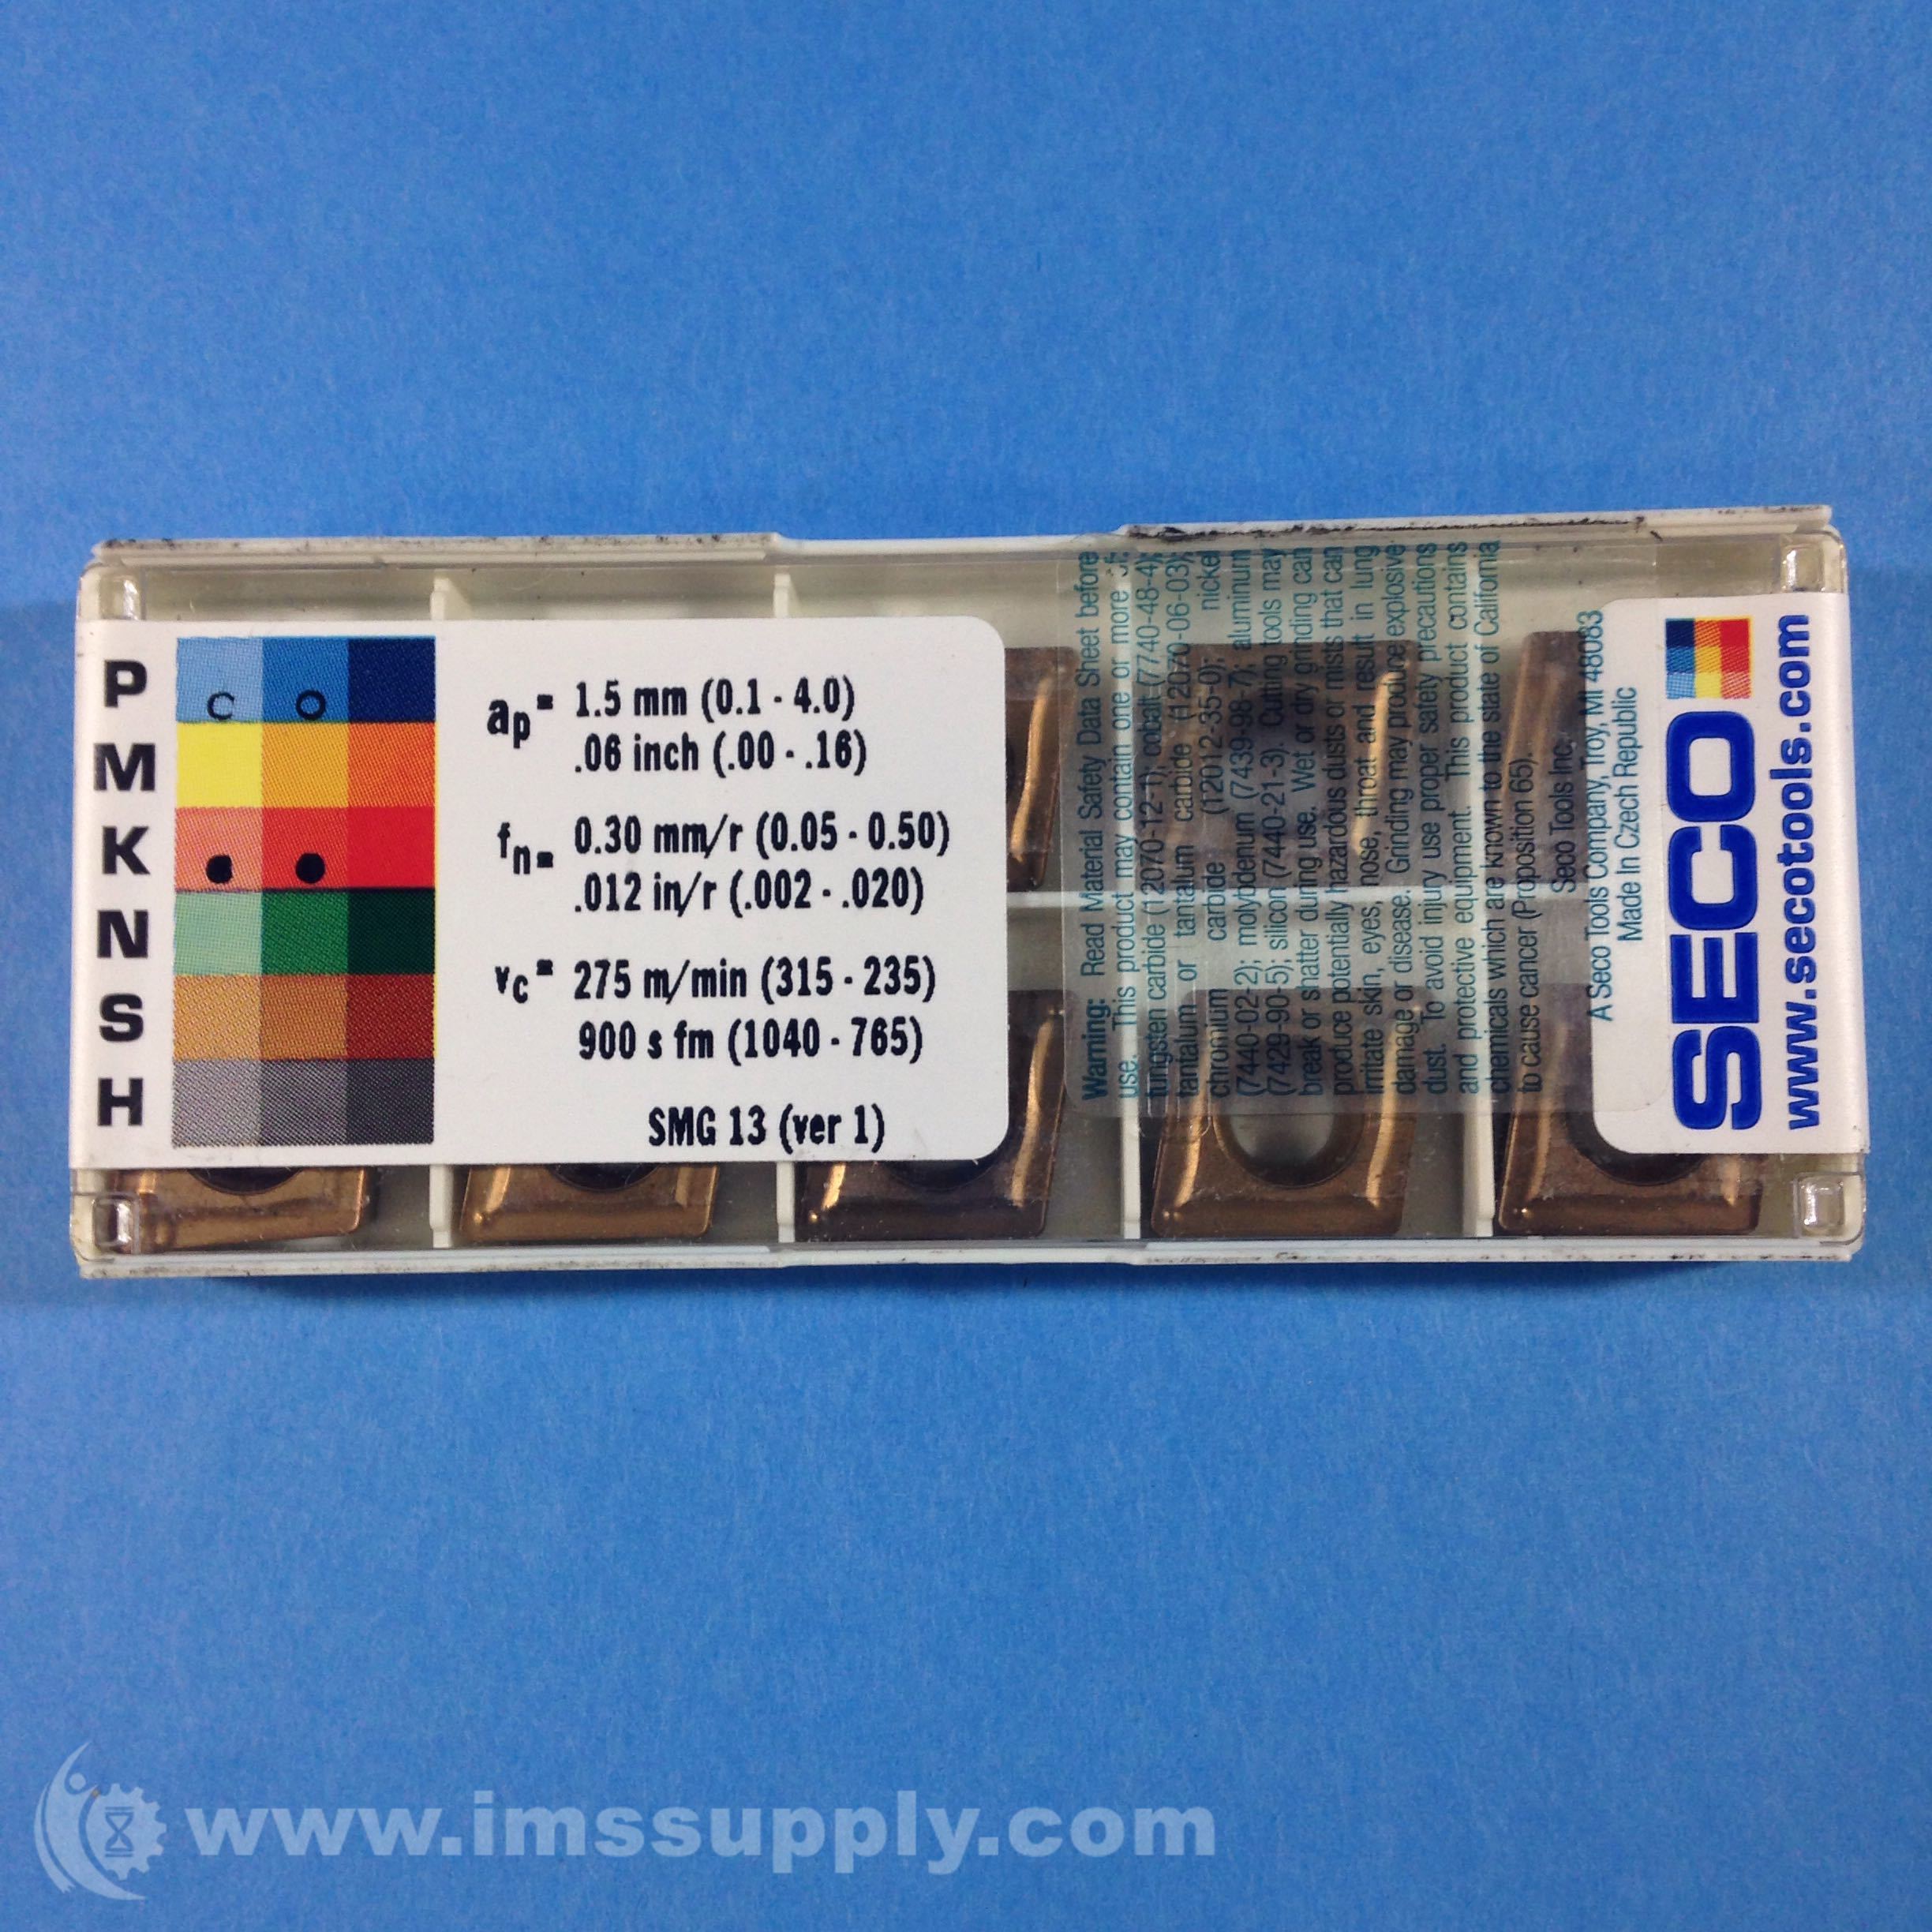 P
M
K
N
S
H
C O
ap= 1.5 mm (0.1 - 4.0)
.06 inch (.00 - .16)
fn= 0.30 mm/r (0.05 - 0.50)
.012 in/r (.002 - .020)
vc= 275 m/min (315 - 235)
900 s fm (1040 - 765)
SMG 13 (ver 1)
Warning: Read Material Safety Data Sheet before
use. This product may contain one or more of:
tungsten carbide (12070-12-1); cobalt (7740-48-4);
tantalum or tantalum carbide (12070-06-03);
chromium carbide (12012-35-0); nickel
(7440-02-2); molybdenum (7439-98-7); aluminum
(7429-90-5); silicon (7440-21-3). Cutting tools may
break or shatter during use. Wet or dry grinding can
produce potentially hazardous dusts or mists that can
irritate skin, eyes, nose, throat and result in lung
damage or disease. Grinding may produce explosive
dust. To avoid injury use proper safety precautions
and protective equipment. This product contains
chemicals which are known to the state of California
to cause cancer (Proposition 65).
Seco Tools Inc.
A Seco Tools Company, Troy, MI 48083
Made In Czech Republic
SECO
www.secotools.com
www.imssupply.com